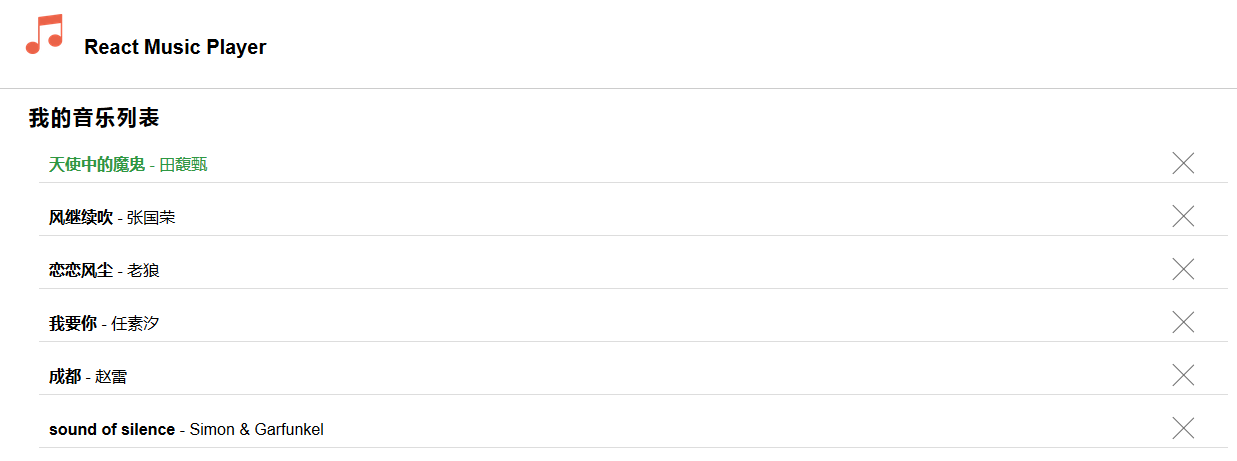 React Music Player
我的音乐列表
天使中的魔鬼 - 田馥甄
风继续吹 - 张国荣
恋恋风尘 - 老狼
我要你 - 任素汐
成都 - 赵雷
sound of silence - Simon & Garfunkel